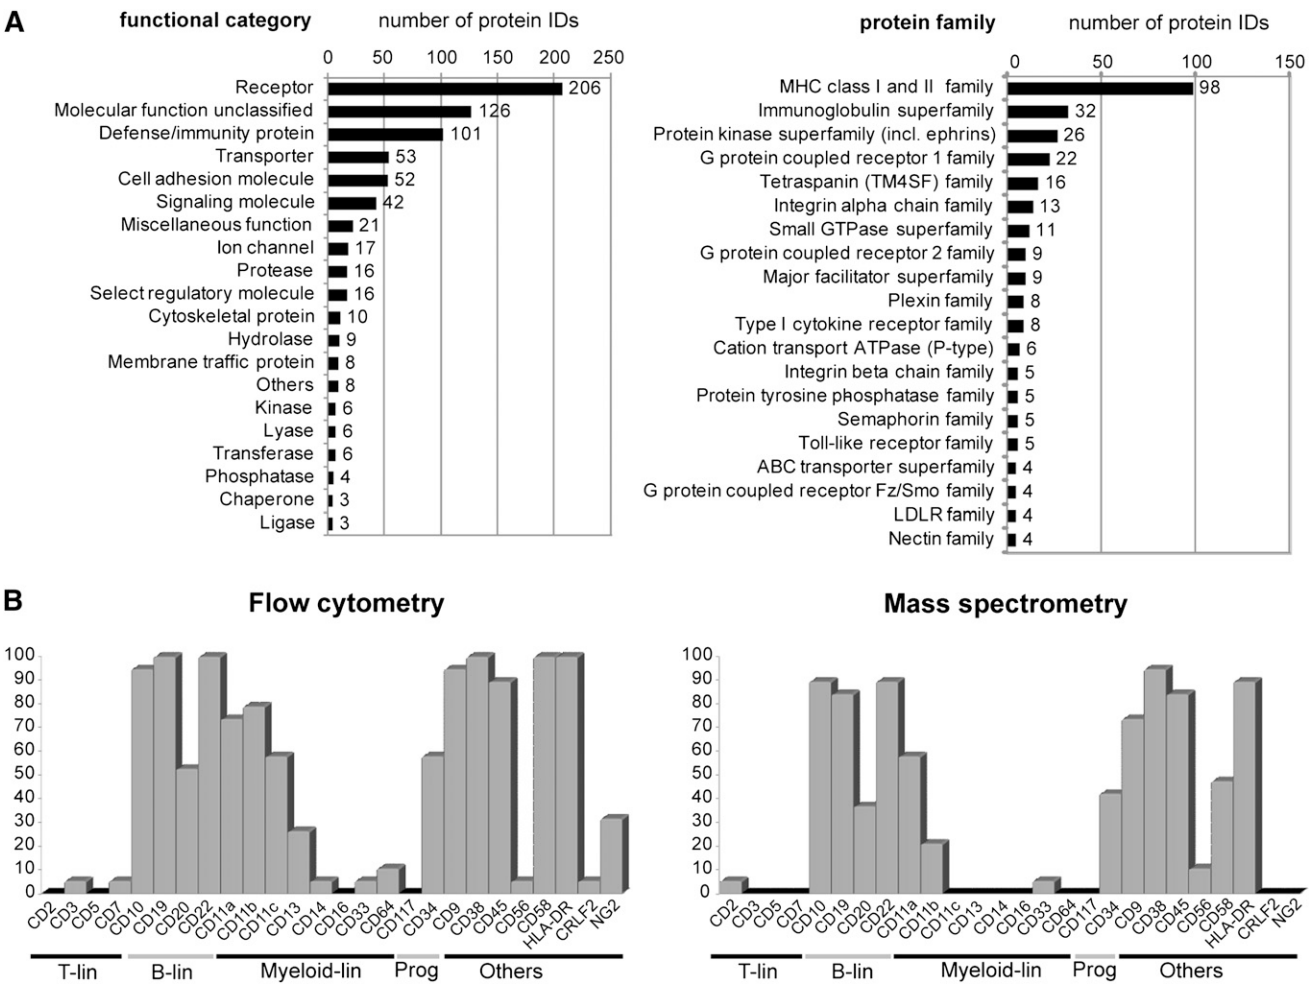 A
functional category number of protein IDs
0 50 100 150 200 250
Receptor 206
Molecular function unclassified 126
Defense/immunity protein 101
Transporter 53
Cell adhesion molecule 52
Signaling molecule 42
Miscellaneous function 21
Ion channel 17
Protease 16
Select regulatory molecule 16
Cytoskeletal protein 10
Hydrolase 9
Membrane traffic protein 8
Others 8
Kinase 6
Lyase 6
Transferase 6
Phosphatase 4
Chaperone 3
Ligase 3
protein family number of protein IDs
0 50 100 150
MHC class I and II family 98
Immunoglobulin superfamily 32
Protein kinase superfamily (incl. ephrins) 26
G protein coupled receptor 1 family 22
Tetraspanin (TM4SF) family 16
Integrin alpha chain family 13
Small GTPase superfamily 11
G protein coupled receptor 2 family 9
Major facilitator superfamily 9
Plexin family 8
Type I cytokine receptor family 8
Cation transport ATPase (P-type) 6
Integrin beta chain family 5
Protein tyrosine phosphatase family 5
Semaphorin family 5
Toll-like receptor family 5
ABC transporter superfamily 4
G protein coupled receptor Fz/Smo family 4
LDLR family 4
Nectin family 4
B
Flow cytometry
100
90
80
70
60
50
40
30
20
10
0
CD2 CD3 CD5 CD7 CD10 CD19 CD20 CD22 CD11a CD11b CD11c CD13 CD14 CD16 CD33 CD64 CD117 CD34 CD9 CD38 CD45 CD56 CD58 HLA-DR CRLF2 NG2
T-lin B-lin Myeloid-lin Prog Others
Mass spectrometry
100
90
80
70
60
50
40
30
20
10
0
CD2 CD3 CD5 CD7 CD10 CD19 CD20 CD22 CD11a CD11b CD11c CD13 CD14 CD16 CD33 CD64 CD117 CD34 CD9 CD38 CD45 CD56 CD58 HLA-DR CRLF2 NG2
T-lin B-lin Myeloid-lin Prog Others